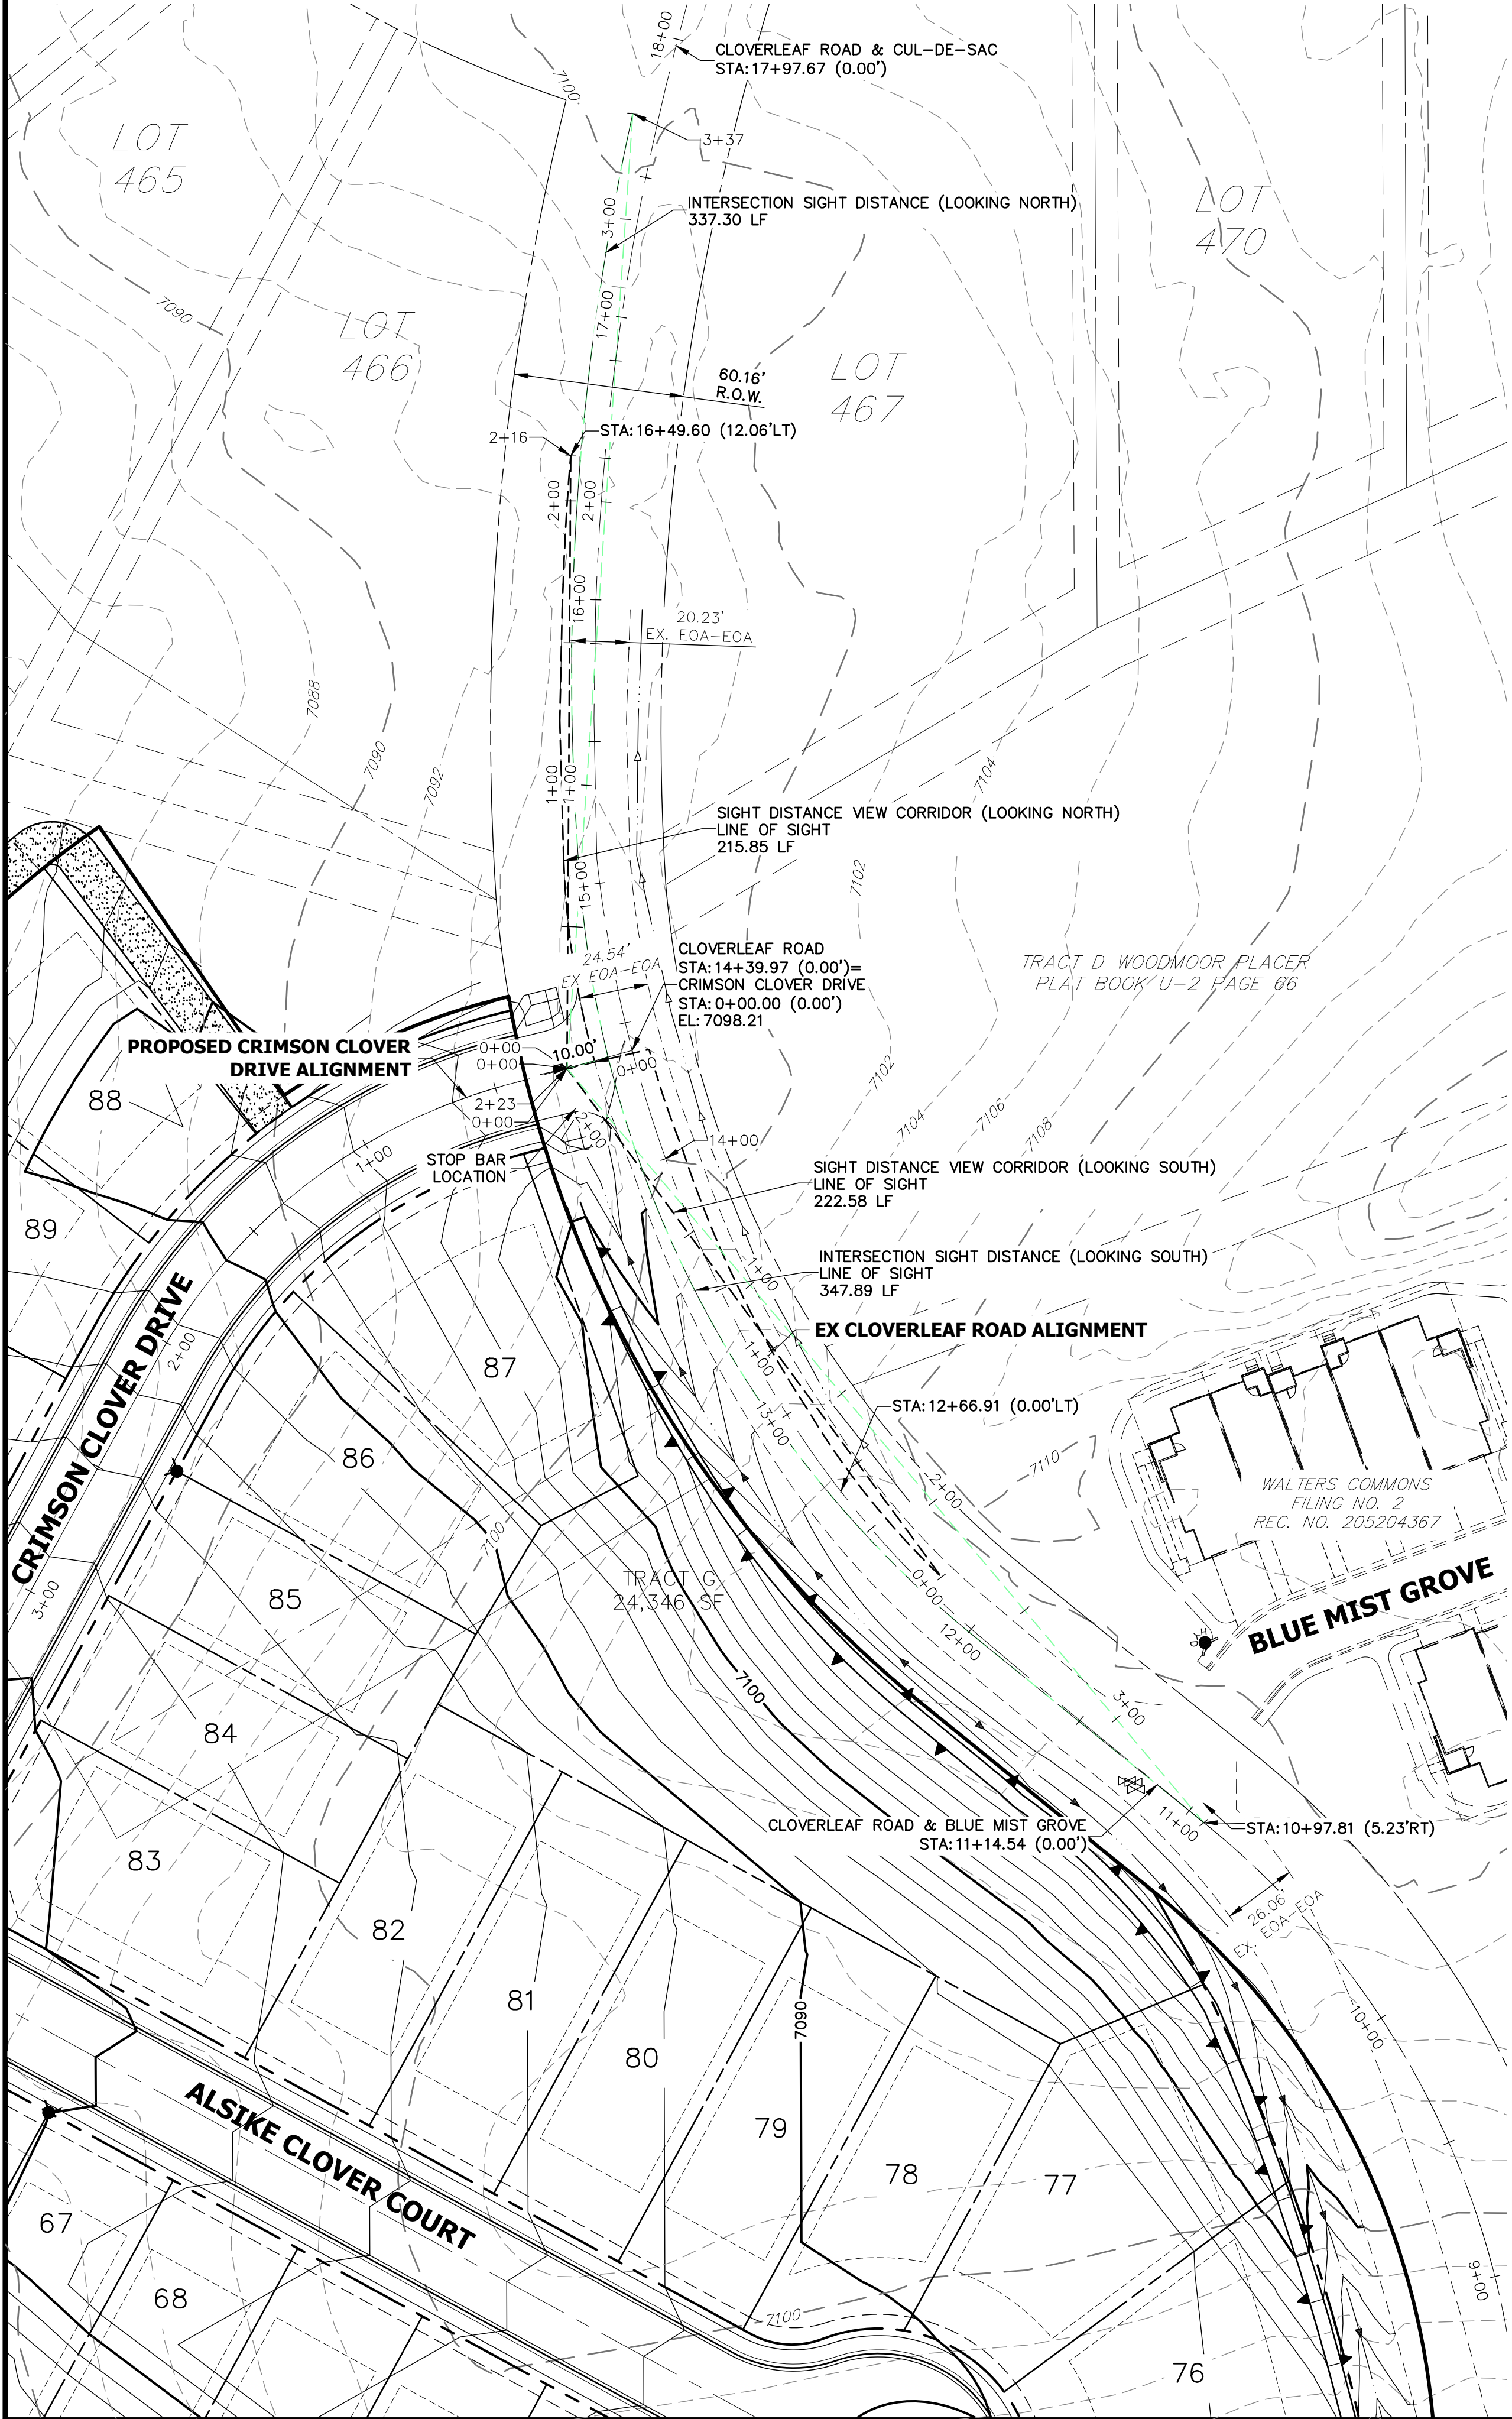 18+00
CLOVERLEAF ROAD & CUL-DE-SAC
STA:17+97.67 (0.00')
7100
3+37
LOT
465
INTERSECTION SIGHT DISTANCE (LOOKING NORTH)
337.30 LF
3+00
LOT
470
7090
17+00
LOT
466
60.16'
R.O.W.
LOT
467
2+16
STA:16+49.60 (12.06'LT)
2+00
2+00
16+00
20.23'
EX. EOA-EOA
7088
7090
7092
7104
1+00
1+00
SIGHT DISTANCE VIEW CORRIDOR (LOOKING NORTH)
LINE OF SIGHT
215.85 LF
15+00
7102
24.54'
EX EOA-EOA
CLOVERLEAF ROAD
STA:14+39.97 (0.00')=
CRIMSON CLOVER DRIVE
STA:0+00.00 (0.00')
EL:7098.21
TRACT D WOODMOOR PLACER
PLAT BOOK U-2 PAGE 66
PROPOSED CRIMSON CLOVER
DRIVE ALIGNMENT
0+00
0+00
10.00'
0+00
7102
88
2+23
0+00
2+00
7104
7106
7108
14+00
1+00
STOP BAR
LOCATION
SIGHT DISTANCE VIEW CORRIDOR (LOOKING SOUTH)
LINE OF SIGHT
222.58 LF
89
INTERSECTION SIGHT DISTANCE (LOOKING SOUTH)
LINE OF SIGHT
347.89 LF
1+00
EX CLOVERLEAF ROAD ALIGNMENT
1+00
2+00
87
CRIMSON CLOVER DRIVE
STA:12+66.91 (0.00'LT)
13+00
86
7110
2+00
WALTERS COMMONS
FILING NO. 2
REC. NO. 205204367
7100
3+00
85
TRACT G
24,346 SF
0+00
BLUE MIST GROVE
12+00
7100
3+00
84
11+00
CLOVERLEAF ROAD & BLUE MIST GROVE
STA:11+14.54 (0.00')
STA:10+97.81 (5.23'RT)
83
26.06'
EX. EOA-EOA
82
81
7090
10+00
80
79
78
77
ALSIKE CLOVER COURT
67
68
9+00
7100
76